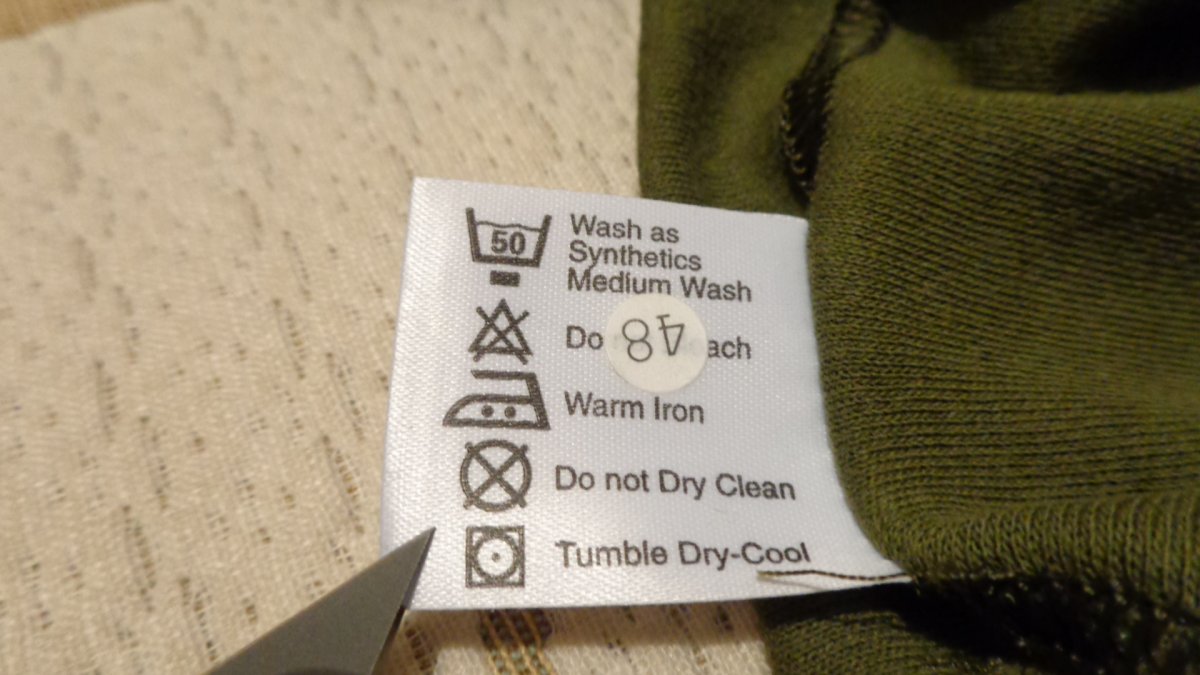 50
Wash as
Synthetics
Medium Wash
Do
48
ach
Warm Iron
Do not Dry Clean
Tumble Dry-Cool